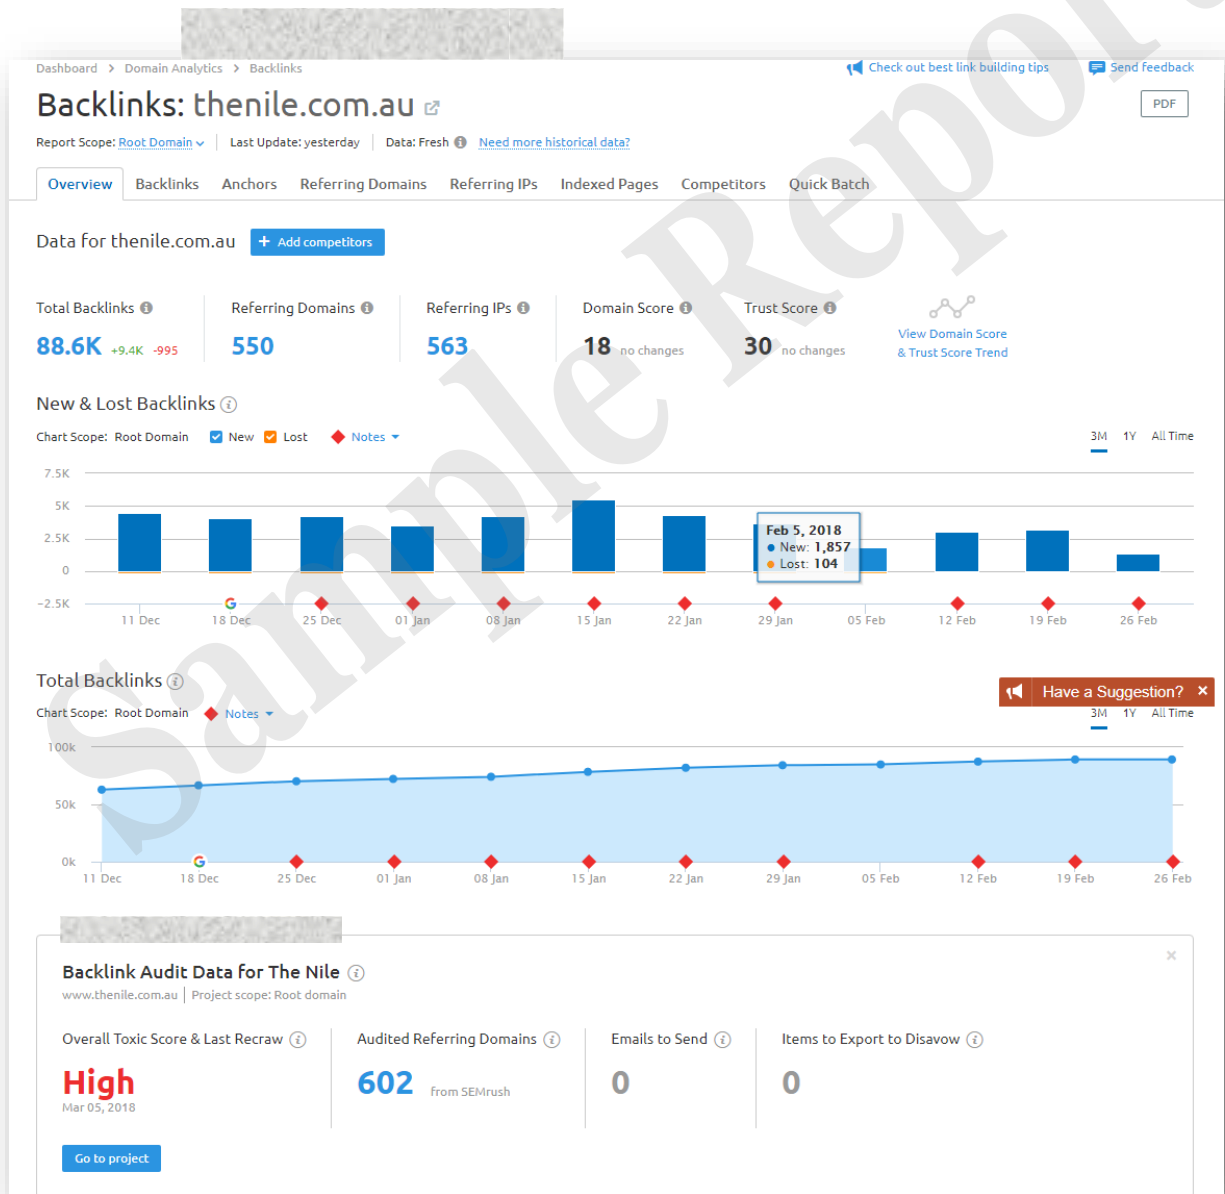 Dashboard > Domain Analytics > Backlinks
Check out best link building tips
Send feedback
Backlinks: thenile.com.au
PDF
Report Scope: Root Domain | Last Update: yesterday | Data: Fresh Need more historical data?
Overview Backlinks Anchors Referring Domains Referring IPs Indexed Pages Competitors Quick Batch
Data for thenile.com.au + Add competitors
Total Backlinks Referring Domains Referring IPs Domain Score Trust Score
88.6K +9.4K -995 550 563 18 no changes 30 no changes
View Domain Score
& Trust Score Trend
New & Lost Backlinks
Chart Scope: Root Domain New Lost Notes 3M 1Y All Time
7.5K
5K
2.5K
0
-2.5K
Feb 5, 2018
New: 1,857
Lost: 104
11 Dec 18 Dec 25 Dec 01 Jan 08 Jan 15 Jan 22 Jan 29 Jan 05 Feb 12 Feb 19 Feb 26 Feb
Total Backlinks
Have a Suggestion? ×
Chart Scope: Root Domain Notes 3M 1Y All Time
100k
50k
0k
11 Dec 18 Dec 25 Dec 01 Jan 08 Jan 15 Jan 22 Jan 29 Jan 05 Feb 12 Feb 19 Feb 26 Feb
Backlink Audit Data for The Nile
www.thenile.com.au | Project scope: Root domain
Overall Toxic Score & Last Recraw Audited Referring Domains Emails to Send Items to Export to Disavow
High 602 from SEMrush 0 0
Mar 05, 2018
Go to project
Sample Report